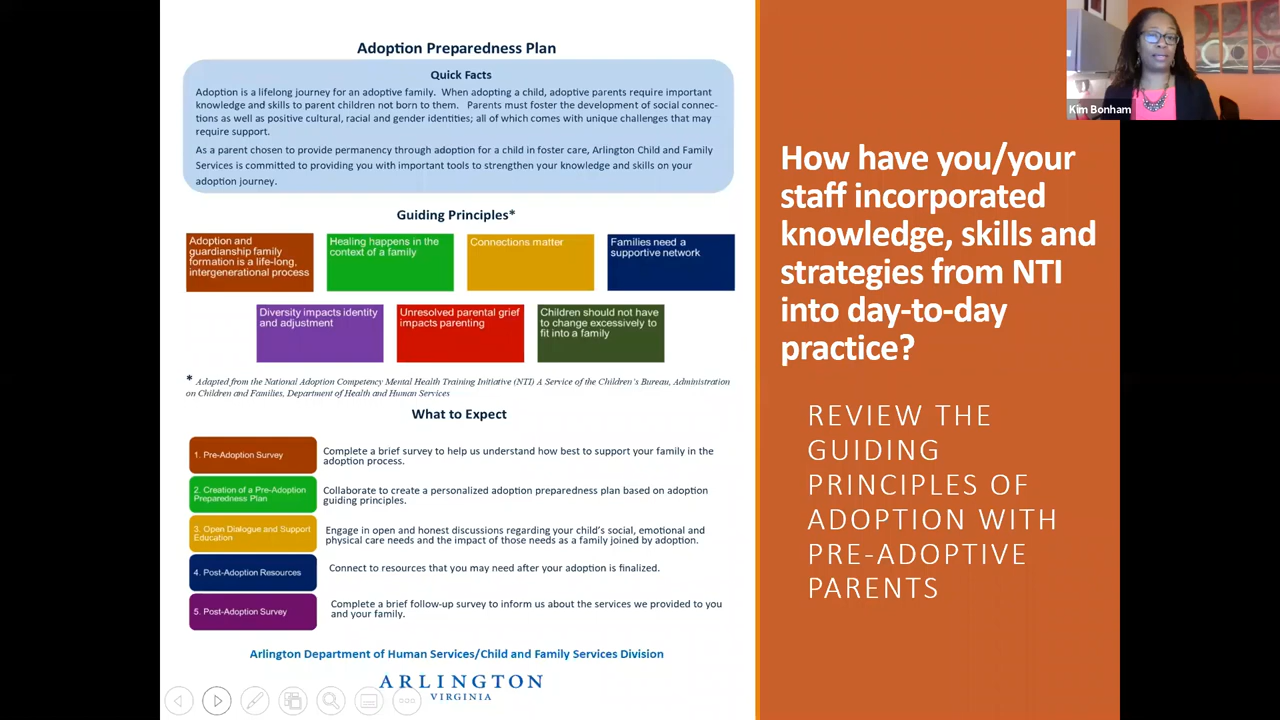 Adoption Preparedness Plan
Quick Facts
Adoption is a lifelong journey for an adoptive family. When adopting a child, adoptive parents require important
knowledge and skills to parent children not born to them. Parents must foster the development of social connec-
tions as well as positive cultural, racial and gender identities; all of which comes with unique challenges that may
require support.
As a parent chosen to provide permanency through adoption for a child in foster care, Arlington Child and Family
Services is committed to providing you with important tools to strengthen your knowledge and skills on your
adoption journey.
Guiding Principles*
Adoption and
guardianship family
formation is a life-long,
intergenerational process
Healing happens in the
context of a family
Connections matter
Families need a
supportive network
Diversity impacts identity
and adjustment
Unresolved parental grief
impacts parenting
Children should not have
to change excessively to
fit into a family
* Adapted from the National Adoption Competency Mental Health Training Initiative (NTI) A Service of the Children's Bureau, Administration
on Children and Families, Department of Health and Human Services
What to Expect
1. Pre-Adoption Survey
Complete a brief survey to help us understand how best to support your family in the
adoption process.
2. Creation of a Pre-Adoption
Preparedness Plan
Collaborate to create a personalized adoption preparedness plan based on adoption
guiding principles.
3. Open Dialogue and Support
Education
Engage in open and honest discussions regarding your child's social, emotional and
physical care needs and the impact of those needs as a family joined by adoption.
4. Post-Adoption Resources
Connect to resources that you may need after your adoption is finalized.
5. Post-Adoption Survey
Complete a brief follow-up survey to inform us about the services we provided to you
and your family.
Arlington Department of Human Services/Child and Family Services Division
ARLINGTON
VIRGINIA
Kim Bonham
How have you/your
staff incorporated
knowledge, skills and
strategies from NTI
into day-to-day
practice?
REVIEW THE
GUIDING
PRINCIPLES OF
ADOPTION WITH
PRE-ADOPTIVE
PARENTS